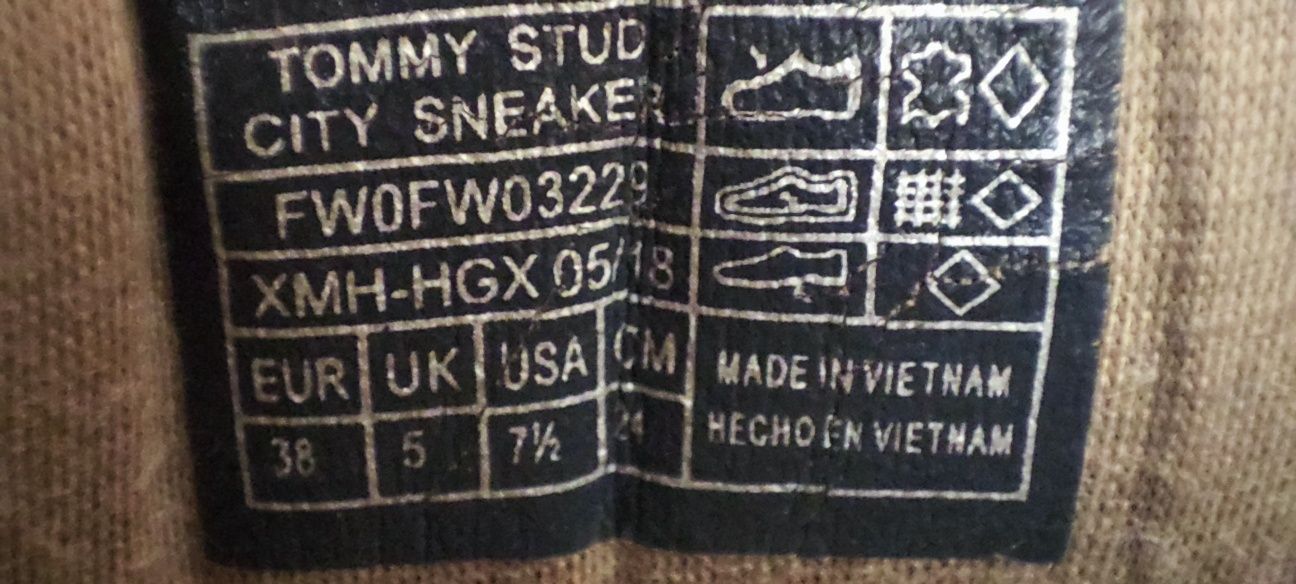 TOMMY STUD
CITY SNEAKER
FW0FW03229
XMH-HGX 05/18
EUR UK USA CM
38 5 7½ 24
MADE IN VIETNAM
HECHO EN VIETNAM